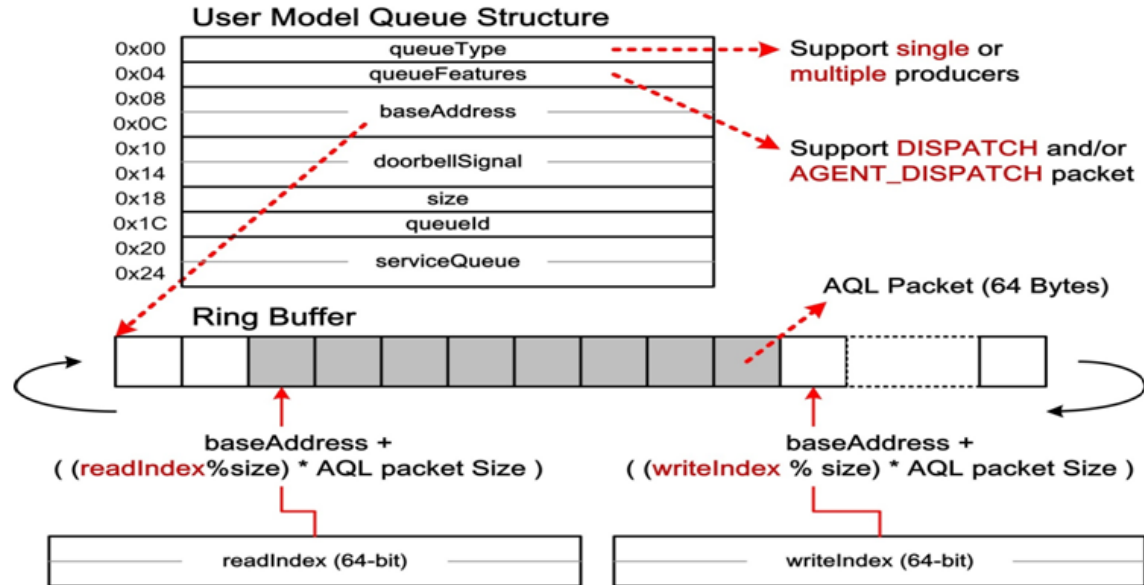 User Model Queue Structure
0x00
queueType
0x04
queueFeatures
0x08
0x0C
baseAddress
0x10
0x14
doorbellSignal
0x18
size
0x1C
queueId
0x20
0x24
serviceQueue
Support single or
multiple producers
Support DISPATCH and/or
AGENT_DISPATCH packet
AQL Packet (64 Bytes)
Ring Buffer
baseAddress +
( (readIndex%size) * AQL packet Size )
baseAddress +
( (writeIndex % size) * AQL packet Size )
readIndex (64-bit)
writeIndex (64-bit)